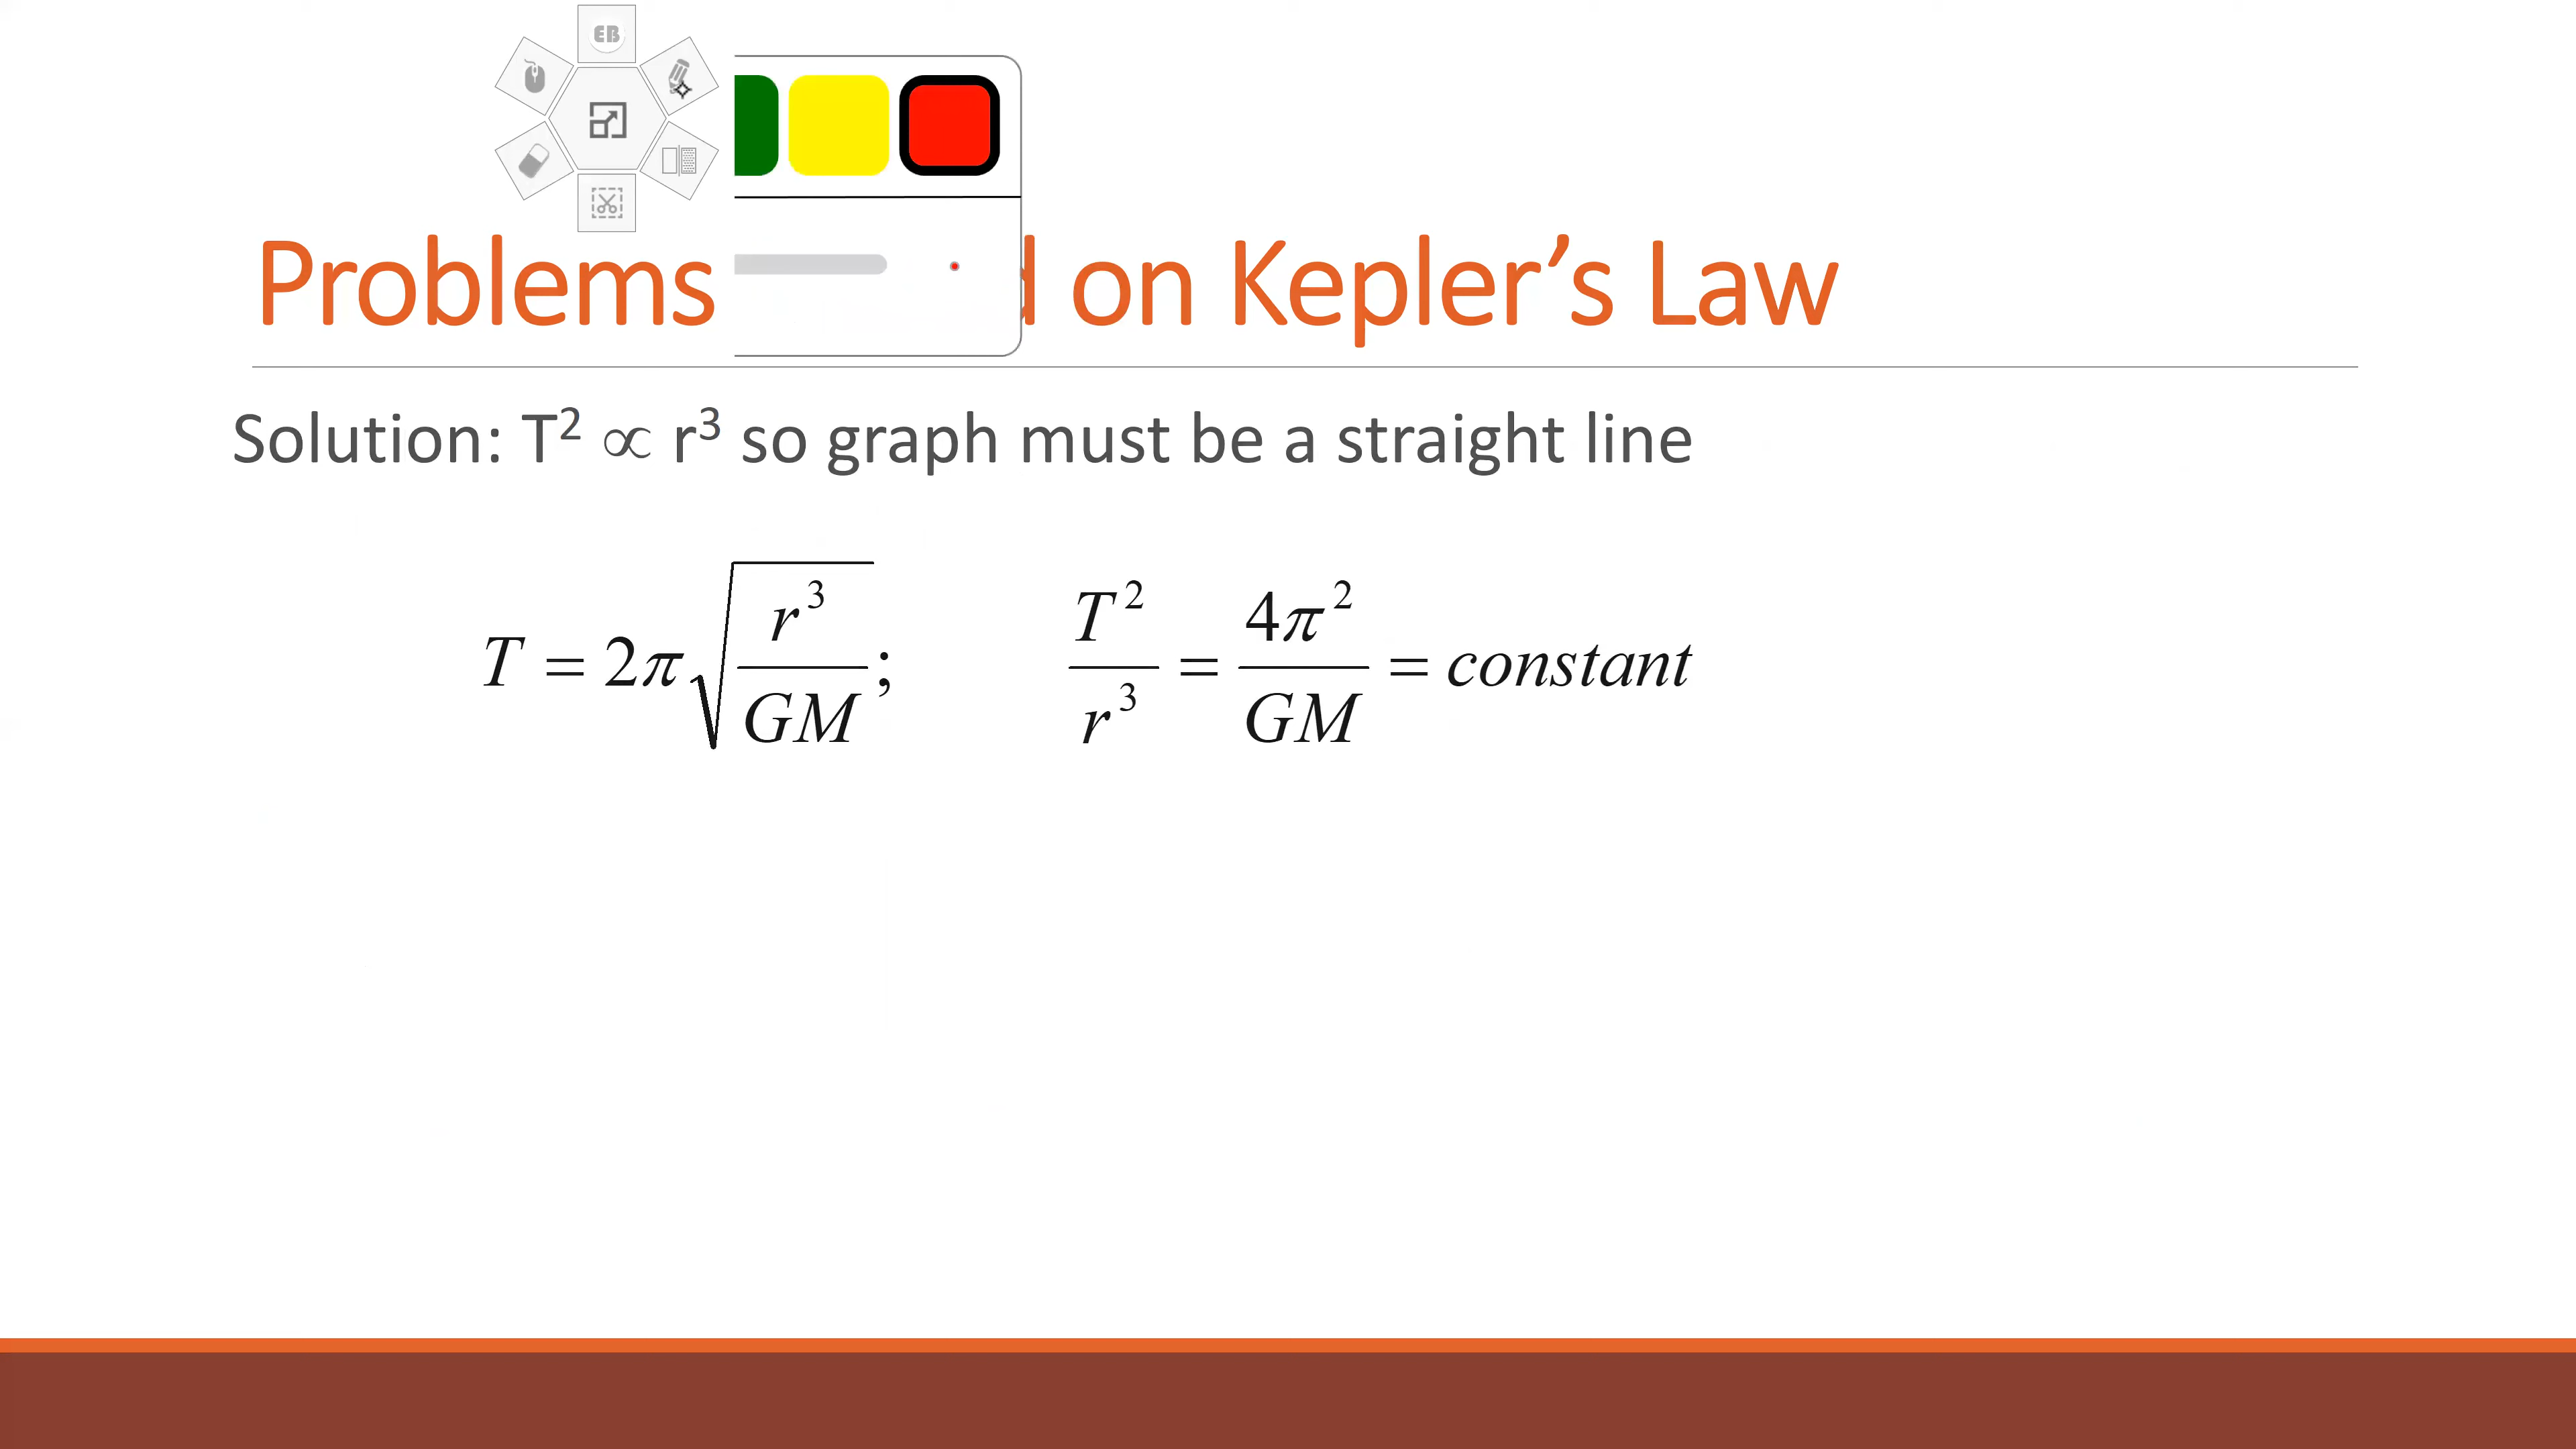 EB
Problems on Kepler’s Law
Solution: T² ∝ r³ so graph must be a straight line
T = 2π√(r³/GM); T²/r³ = 4π²/GM = constant